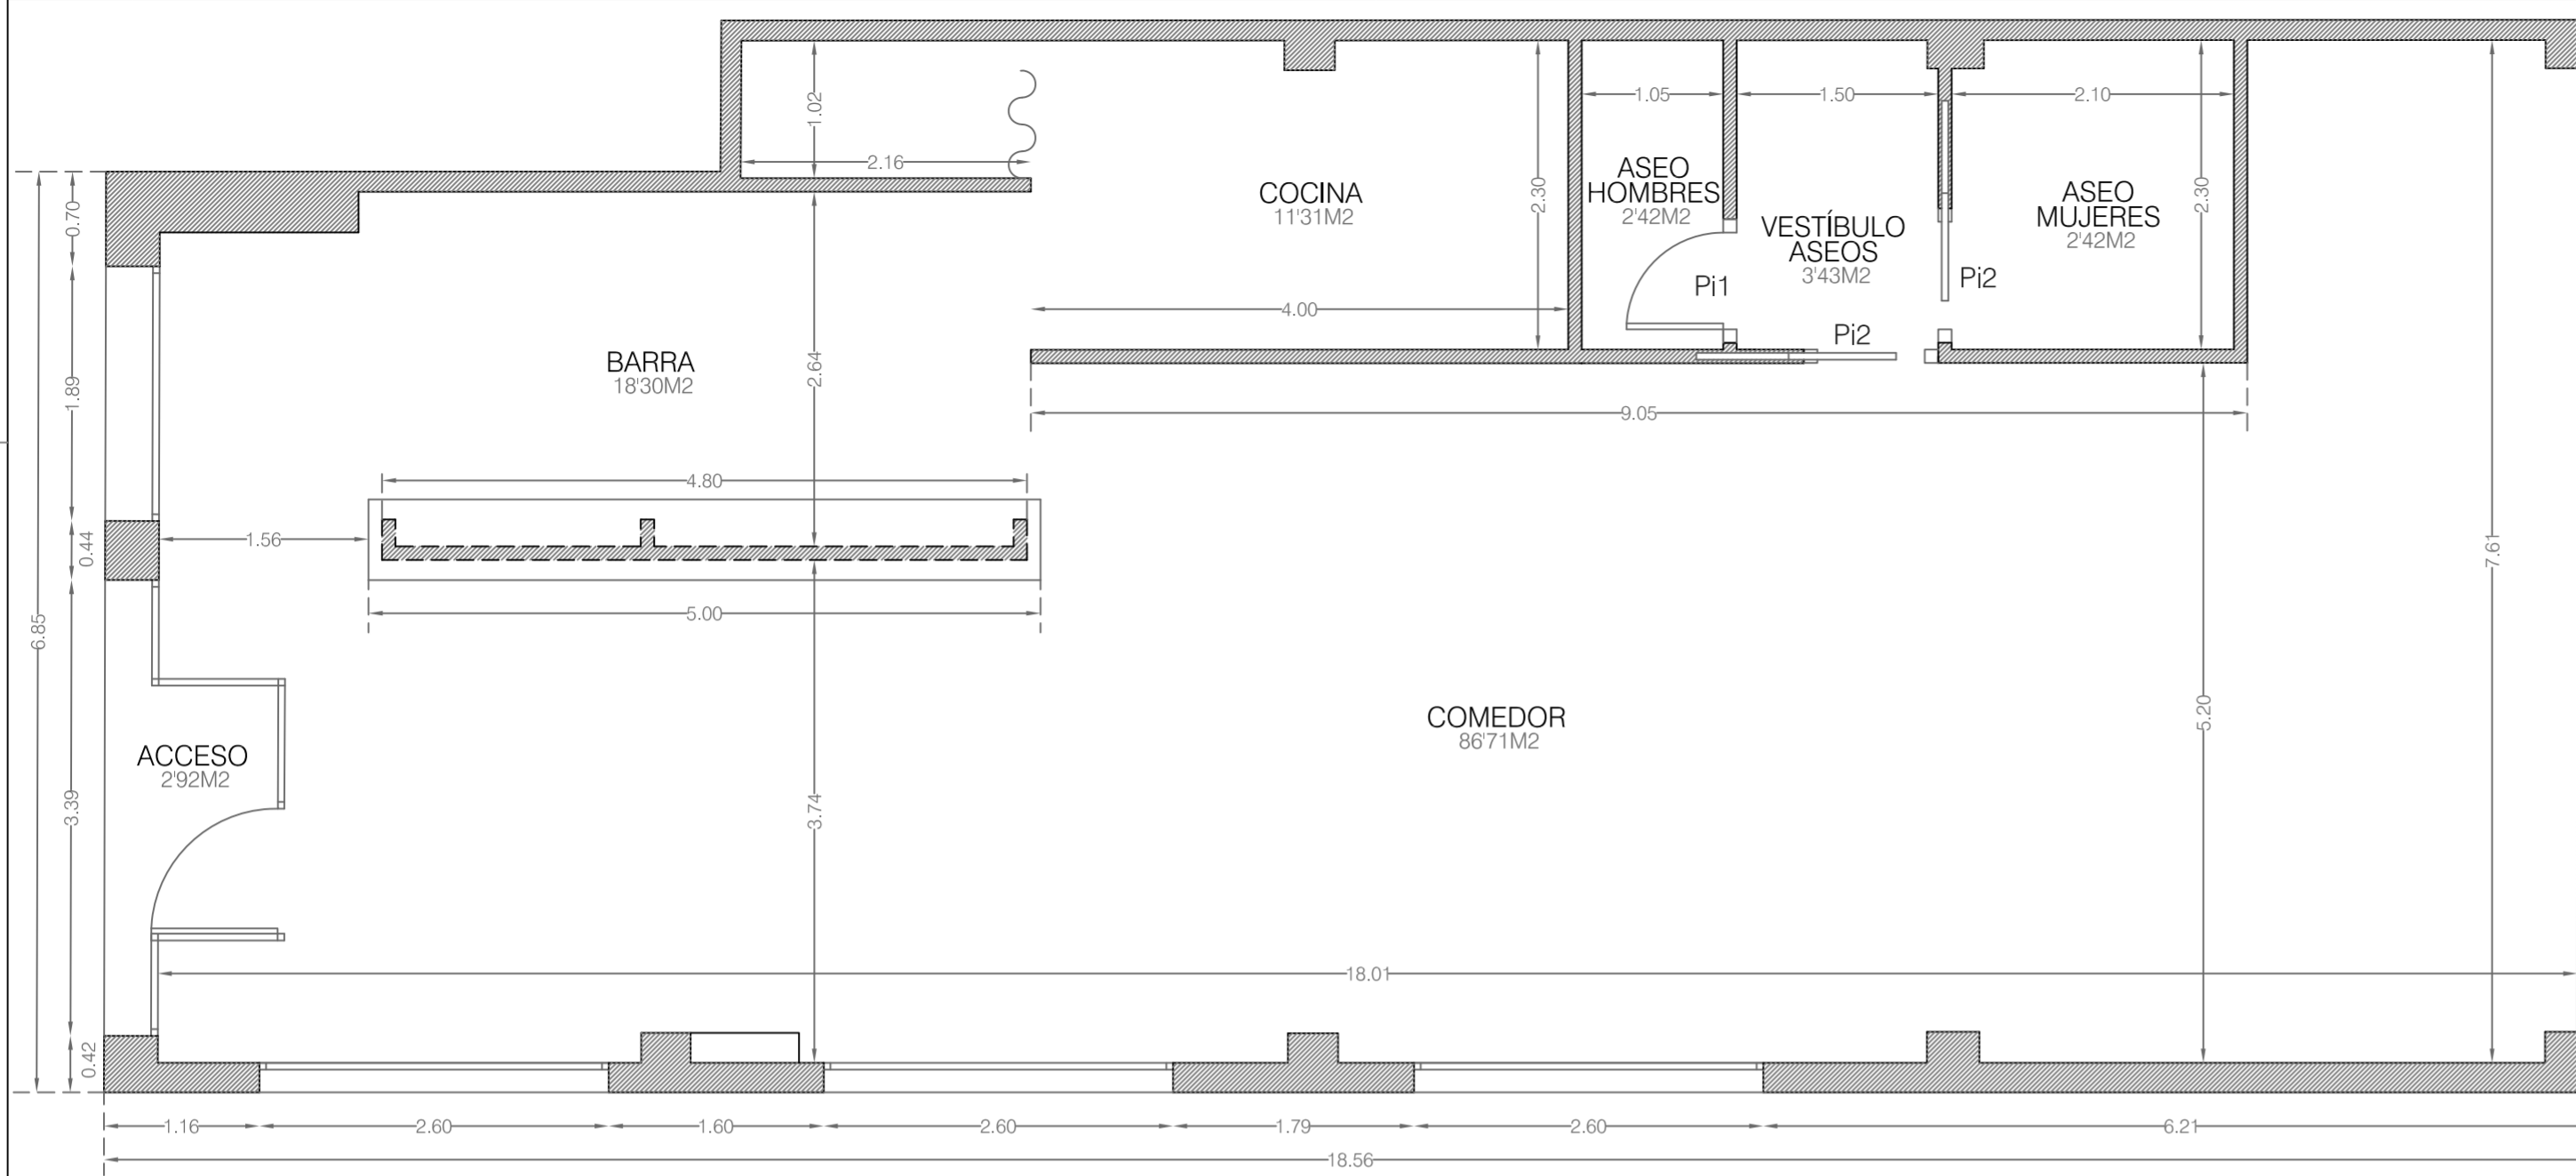 1.02
2.16
COCINA
11'31M2
2.30
4.00
1.05
ASEO
HOMBRES
2'42M2
1.50
VESTÍBULO
ASEOS
3'43M2
Pi1
Pi2
Pi2
2.10
ASEO
MUJERES
2'42M2
2.30
0.70
1.89
0.44
6.85
3.39
0.42
BARRA
18'30M2
2.64
9.05
4.80
1.56
5.00
7.61
ACCESO
2'92M2
3.74
COMEDOR
86'71M2
5.20
18.01
1.16
2.60
1.60
2.60
1.79
2.60
6.21
18.56